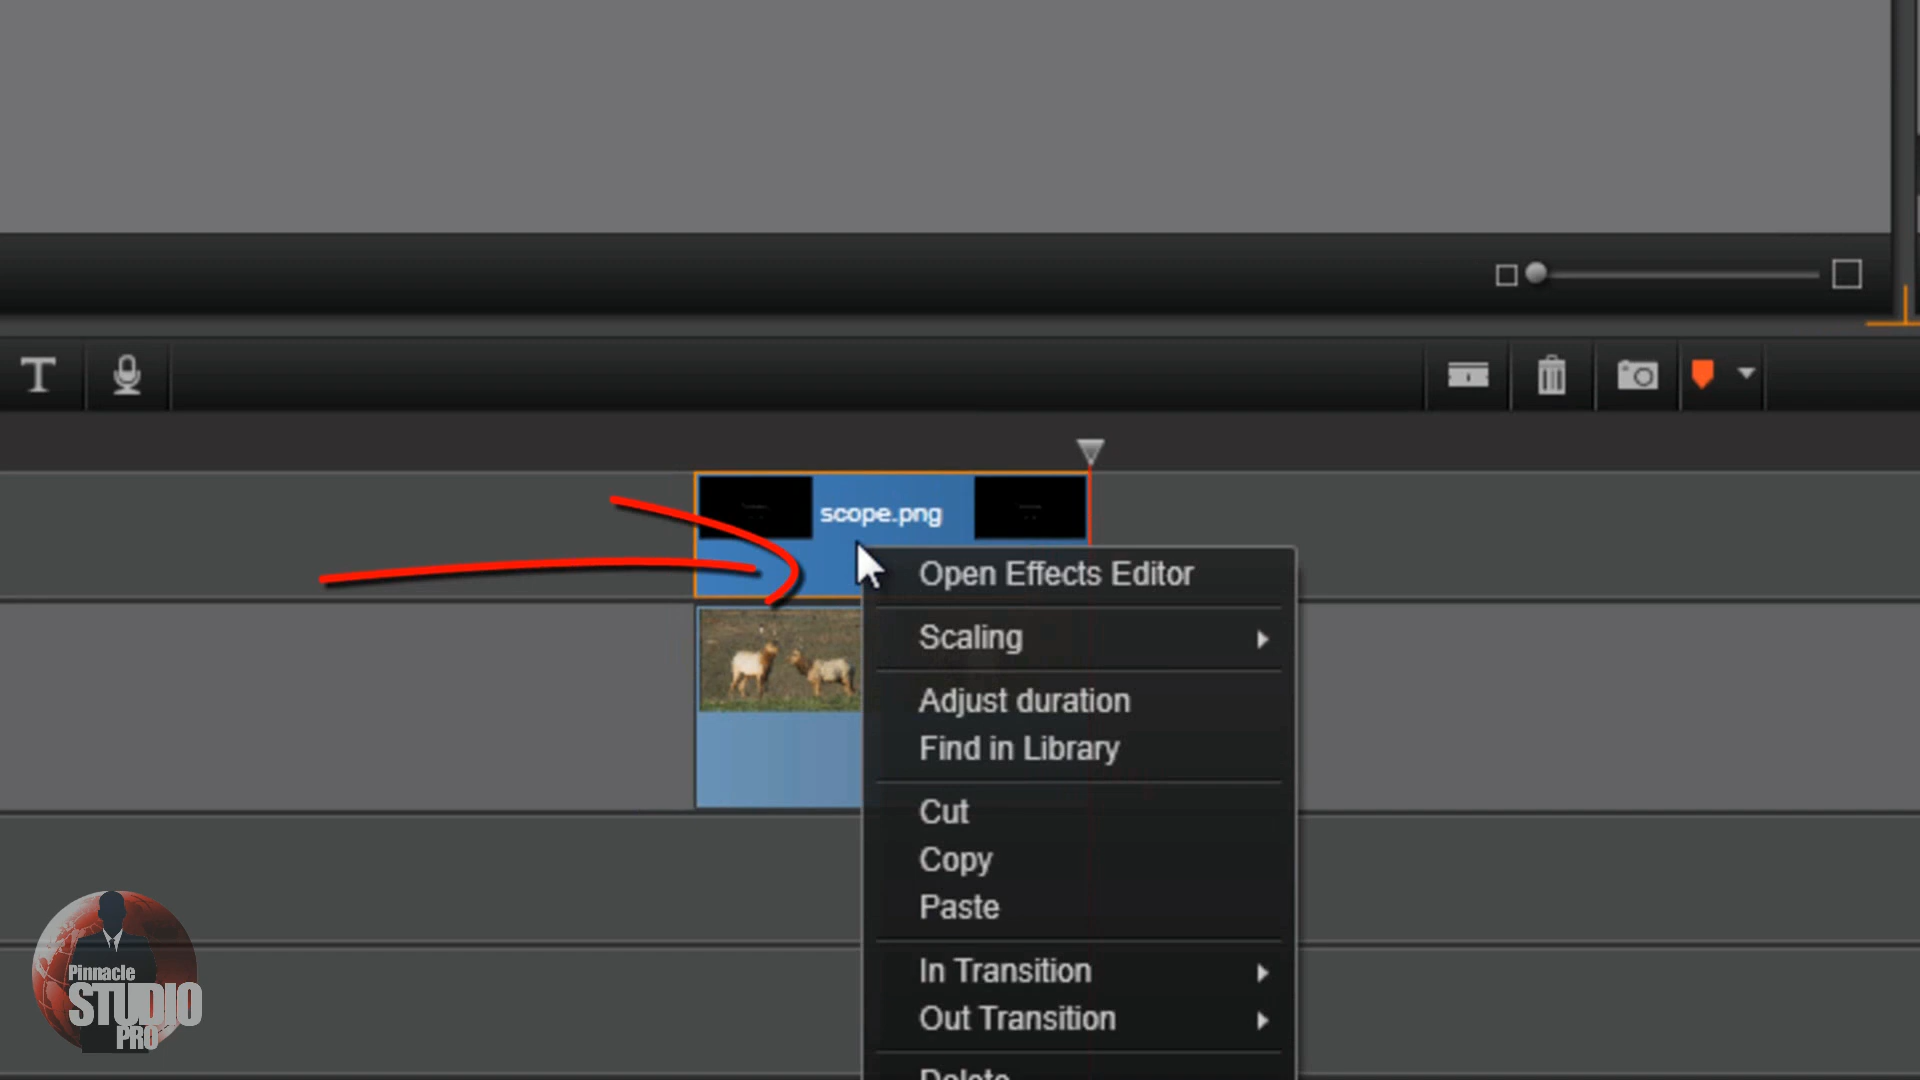 T
scope.png
Open Effects Editor
Scaling
Adjust duration
Find in Library
Cut
Copy
Paste
In Transition
Out Transition
Delete
Pinnacle
STUDIO
PRO